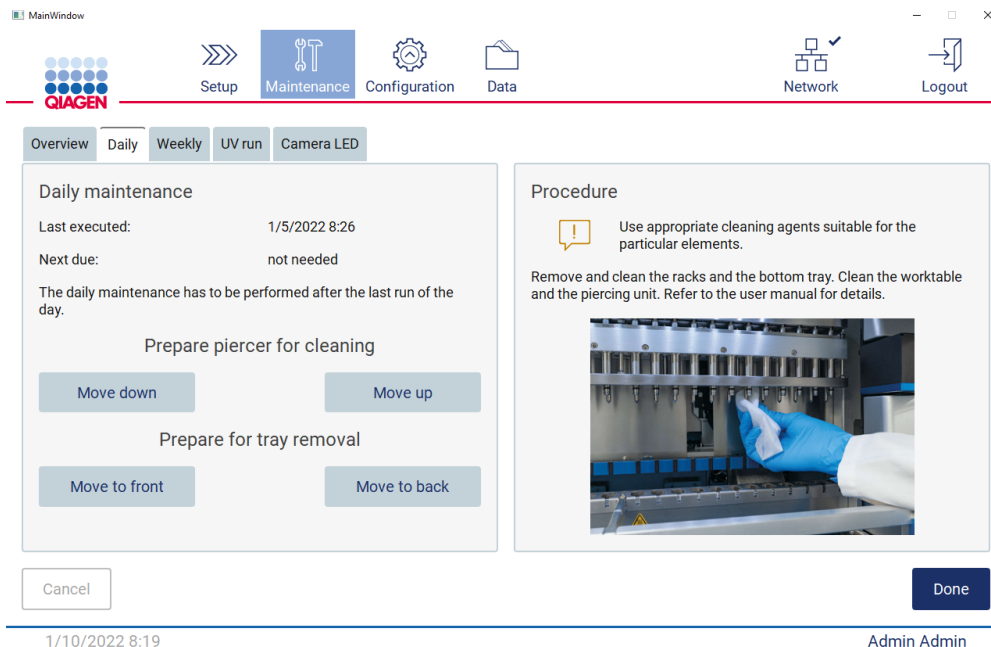 MainWindow
QIAGEN
Setup
Maintenance
Configuration
Data
Network
Logout
Overview
Daily
Weekly
UV run
Camera LED
Daily maintenance
Last executed: 1/5/2022 8:26
Next due: not needed
The daily maintenance has to be performed after the last run of the
day.
Prepare piercer for cleaning
Move down
Move up
Prepare for tray removal
Move to front
Move to back
Procedure
Use appropriate cleaning agents suitable for the
particular elements.
Remove and clean the racks and the bottom tray. Clean the worktable
and the piercing unit. Refer to the user manual for details.
Cancel
Done
1/10/2022 8:19
Admin Admin